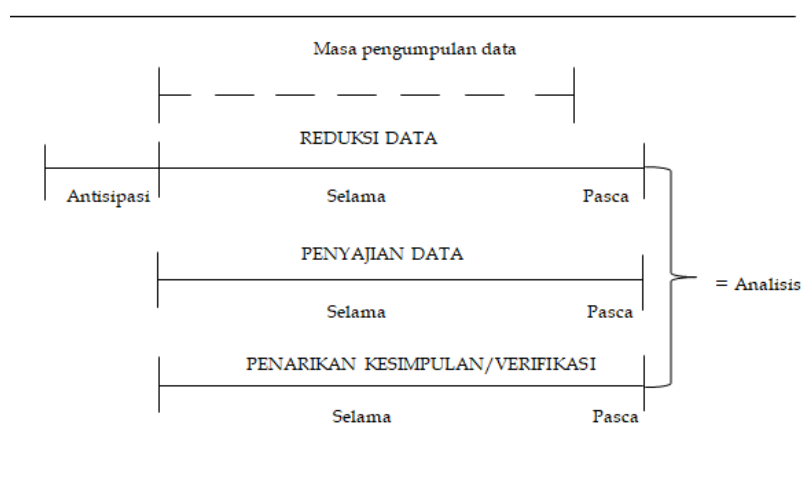 Masa pengumpulan data
REDUKSI DATA
Antisipasi Selama Pasca
PENYAJIAN DATA
= Analisis
Selama Pasca
PENARIKAN KESIMPULAN/VERIFIKASI
Selama Pasca